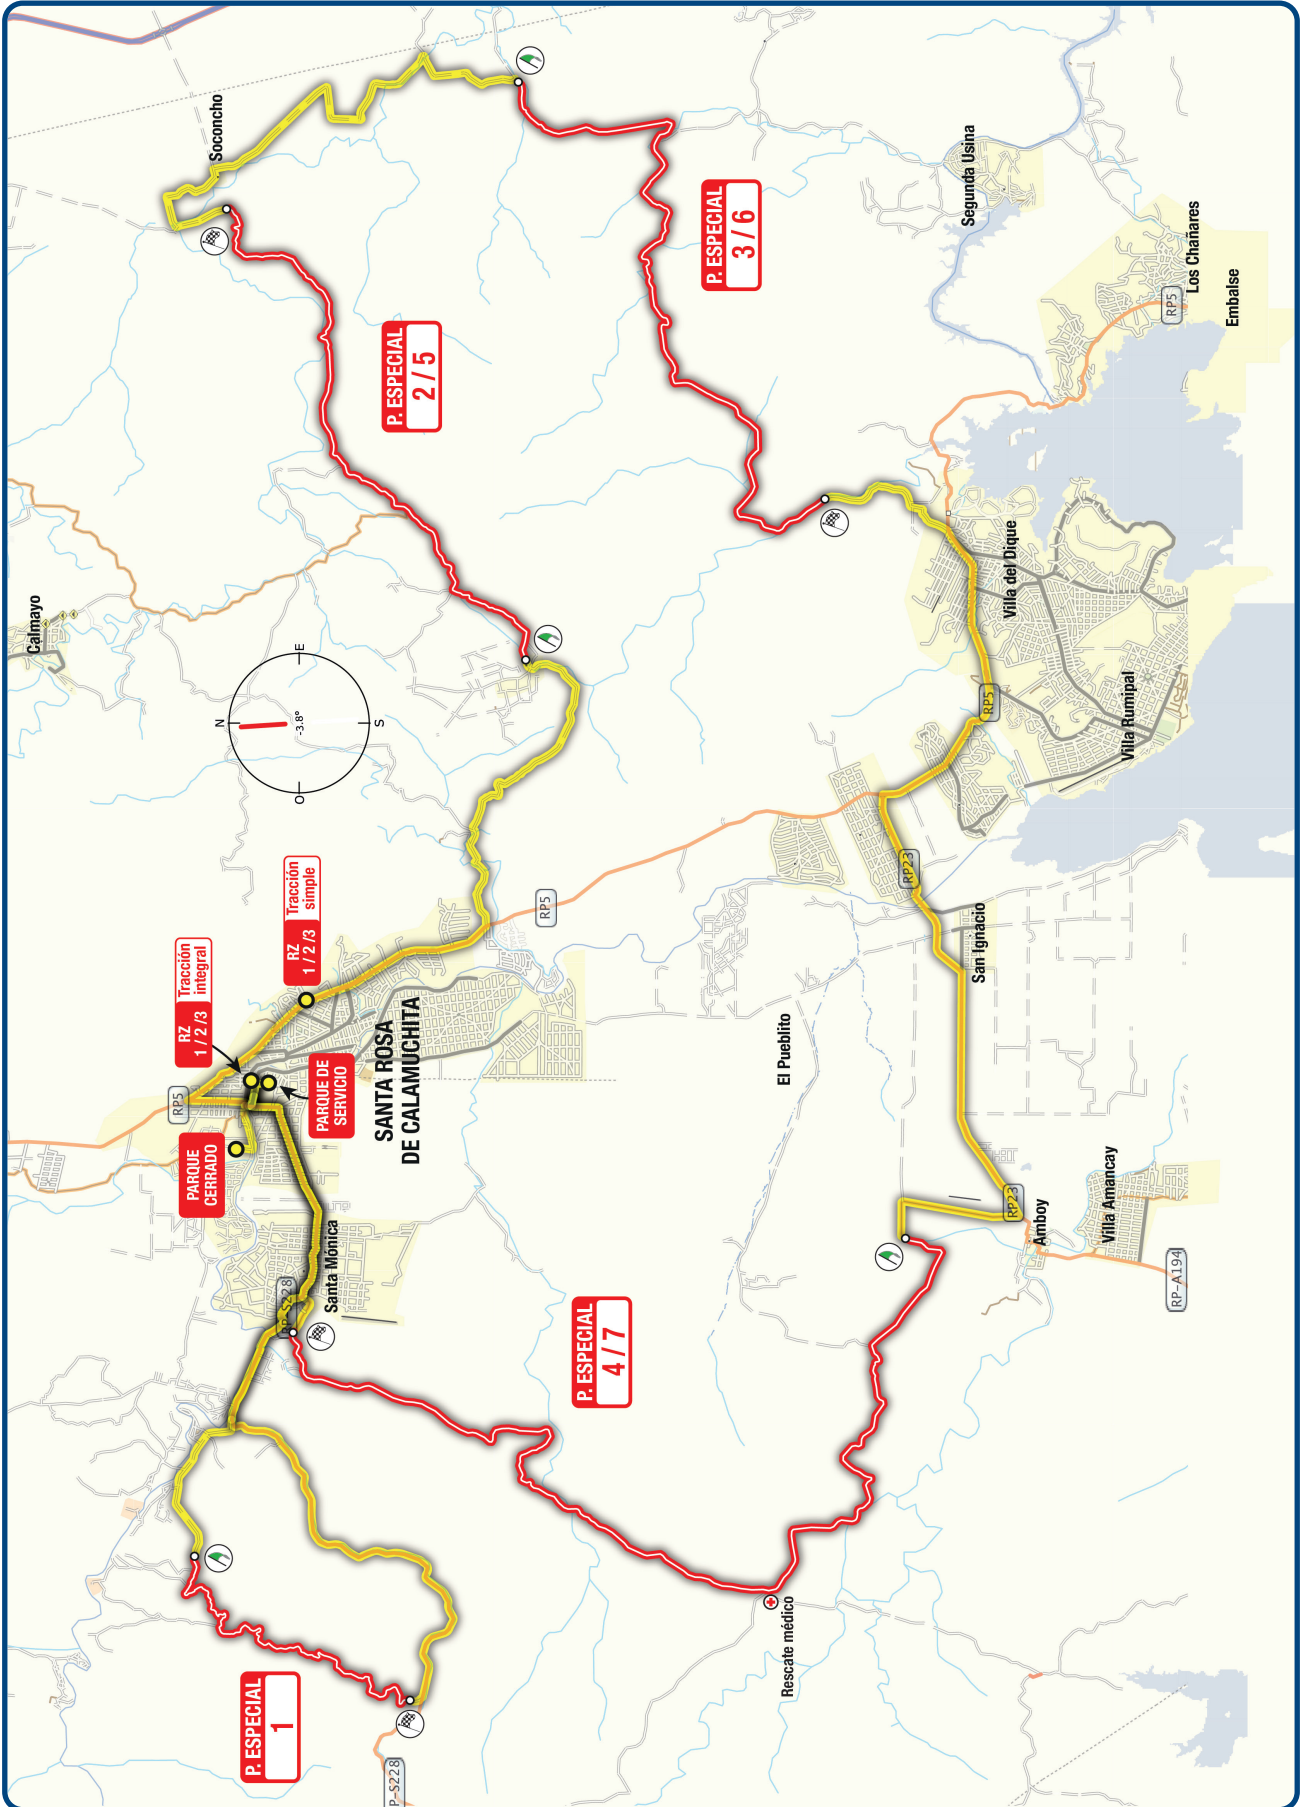 Soconcho
P. ESPECIAL
2 / 5
P. ESPECIAL
3 / 6
Segunda Usina
Los Chañares
RP5
Embalse
Calmayo
N
E
S
O
-3.8°
Villa del Dique
RP5
Villa Rumipal
RP23
San Ignacio
RP5
RZ
1 / 2 /3
Tracción
simple
RZ
1 / 2 /3
Tracción
integral
RP5
PARQUE DE
SERVICIO
PARQUE
CERRADO
SANTA ROSA
DE CALAMUCHITA
El Pueblito
Santa Mónica
RP-S228
P. ESPECIAL
4 / 7
RP23
Amboy
Villa Amancay
RP-A194
Rescate médico
P. ESPECIAL
1
P-S228